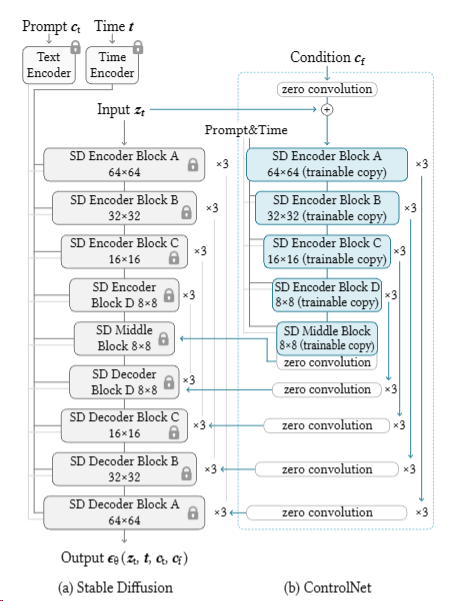 Prompt cₜ Time t
Text
Encoder
Time
Encoder
Input zₜ
SD Encoder Block A
64×64
×3
SD Encoder Block B
32×32
×3
SD Encoder Block C
16×16
×3
SD Encoder
Block D 8×8
×3
SD Middle
Block 8×8
SD Decoder
Block D 8×8
×3
SD Decoder Block C
16×16
×3
SD Decoder Block B
32×32
×3
SD Decoder Block A
64×64
×3
Output ϵθ(zₜ, t, cₜ, c_f)
(a) Stable Diffusion
Condition c_f
zero convolution
+
Prompt&Time
SD Encoder Block A
64×64 (trainable copy)
×3
SD Encoder Block B
32×32 (trainable copy)
×3
SD Encoder Block C
16×16 (trainable copy)
×3
SD Encoder Block D
8×8 (trainable copy)
×3
SD Middle Block
8×8 (trainable copy)
zero convolution
zero convolution
×3
zero convolution
×3
zero convolution
×3
zero convolution
×3
(b) ControlNet